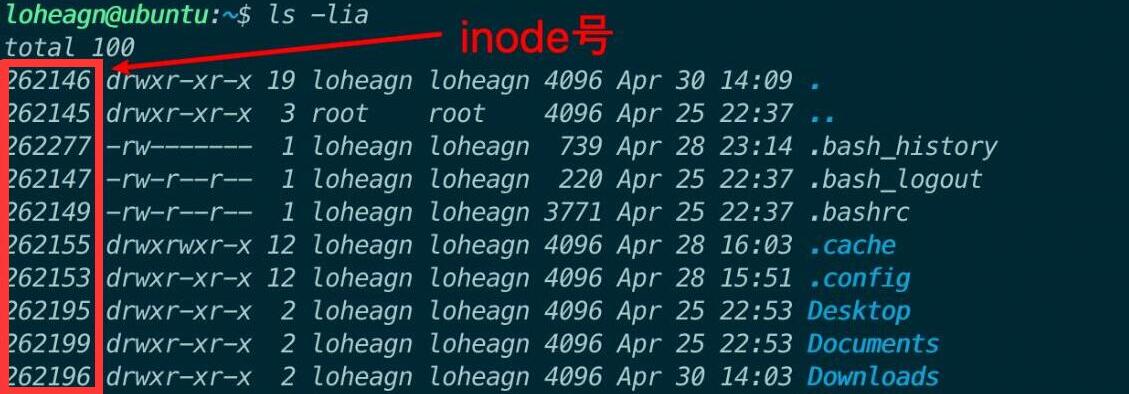 loheagn@ubuntu:~$ ls -lia
inode号
total 100
262146 drwxr-xr-x 19 loheagn loheagn 4096 Apr 30 14:09 .
262145 drwxr-xr-x 3 root root 4096 Apr 25 22:37 ..
262277 -rw------- 1 loheagn loheagn 739 Apr 28 23:14 .bash_history
262147 -rw-r--r-- 1 loheagn loheagn 220 Apr 25 22:37 .bash_logout
262149 -rw-r--r-- 1 loheagn loheagn 3771 Apr 25 22:37 .bashrc
262155 drwxrwxr-x 12 loheagn loheagn 4096 Apr 28 16:03 .cache
262153 drwxr-xr-x 12 loheagn loheagn 4096 Apr 28 15:51 .config
262195 drwxr-xr-x 2 loheagn loheagn 4096 Apr 25 22:53 Desktop
262199 drwxr-xr-x 2 loheagn loheagn 4096 Apr 25 22:53 Documents
262196 drwxr-xr-x 2 loheagn loheagn 4096 Apr 30 14:03 Downloads